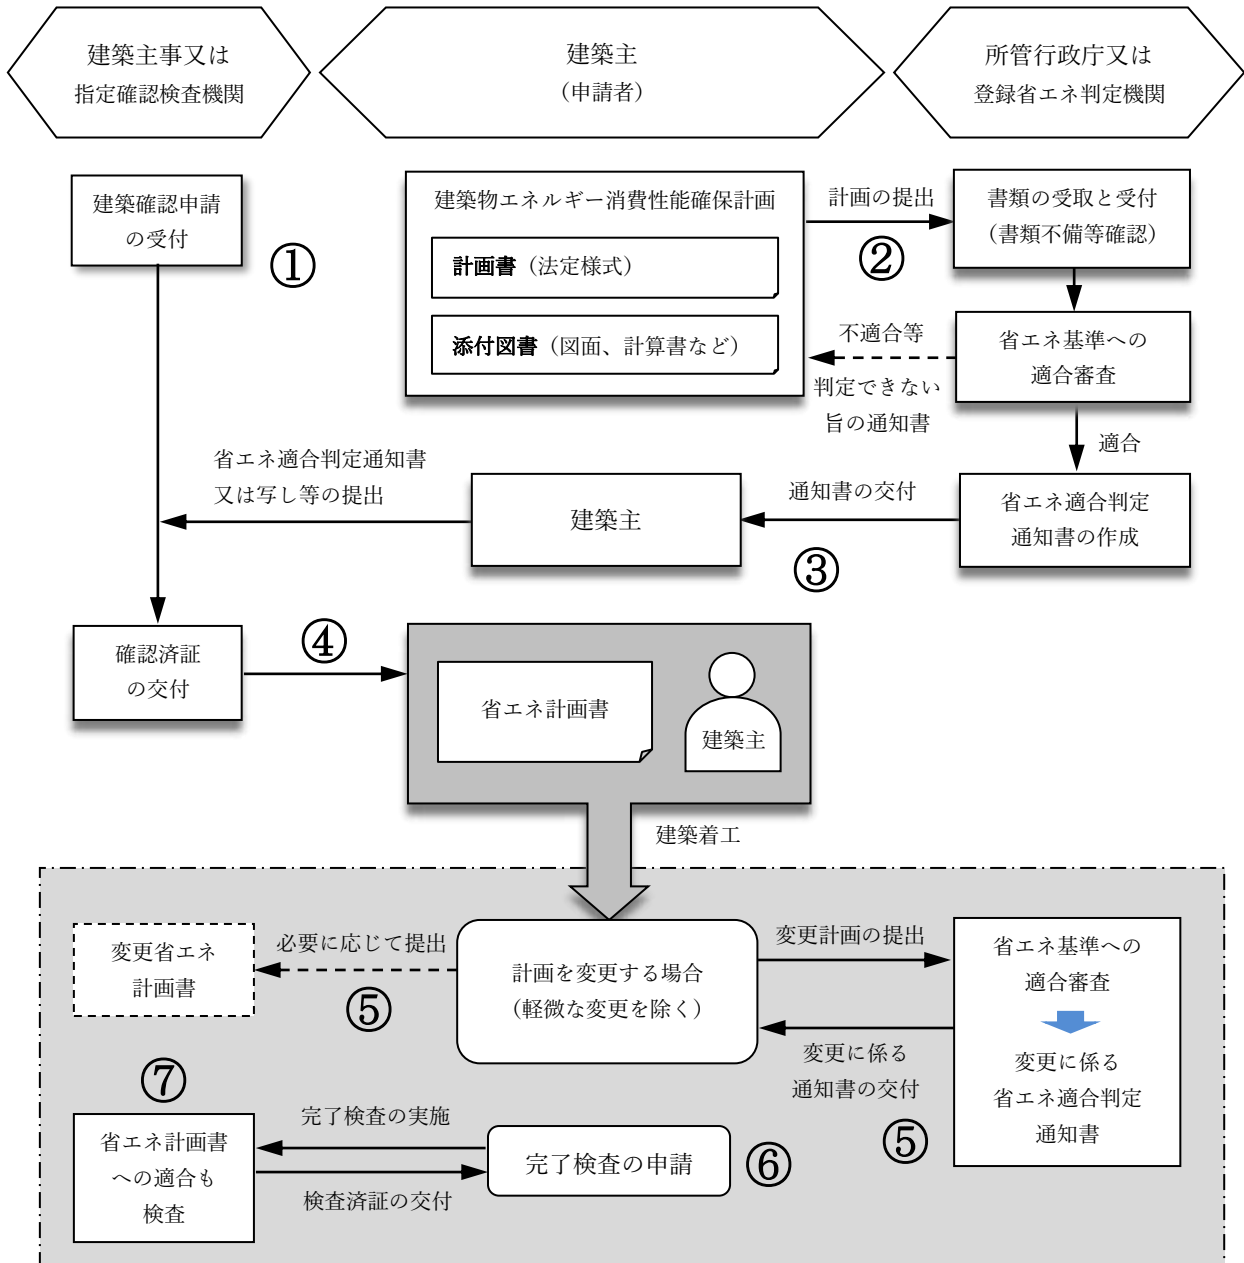 建築主事又は
指定確認検査機関
建築主
（申請者）
所管行政庁又は
登録省エネ判定機関
建築確認申請
の受付
①
建築物エネルギー消費性能確保計画
計画書（法定様式）
添付図書（図面、計算書など）
計画の提出
②
書類の受取と受付
（書類不備等確認）
不適合等
判定できない
旨の通知書
省エネ基準への
適合審査
適合
省エネ適合判定通知書
又は写し等の提出
建築主
通知書の交付
③
省エネ適合判定
通知書の作成
確認済証
の交付
④
省エネ計画書
建築主
建築着工
変更省エネ
計画書
必要に応じて提出
⑤
計画を変更する場合
（軽微な変更を除く）
変更計画の提出
変更に係る
通知書の交付
⑤
省エネ基準への
適合審査
変更に係る
省エネ適合判定
通知書
⑦
省エネ計画書
への適合も
検査
完了検査の実施
検査済証の交付
完了検査の申請
⑥